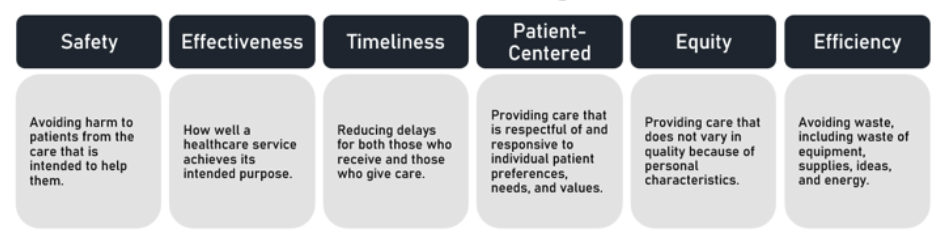 Safety
Effectiveness
Timeliness
Patient-
Centered
Equity
Efficiency
Avoiding harm to
patients from the
care that is
intended to help
them.
How well a
healthcare service
achieves its
intended purpose.
Reducing delays
for both those who
receive and those
who give care.
Providing care that
is respectful of and
responsive to
individual patient
preferences,
needs, and values.
Providing care that
does not vary in
quality because of
personal
characteristics.
Avoiding waste,
including waste of
equipment,
supplies, ideas,
and energy.